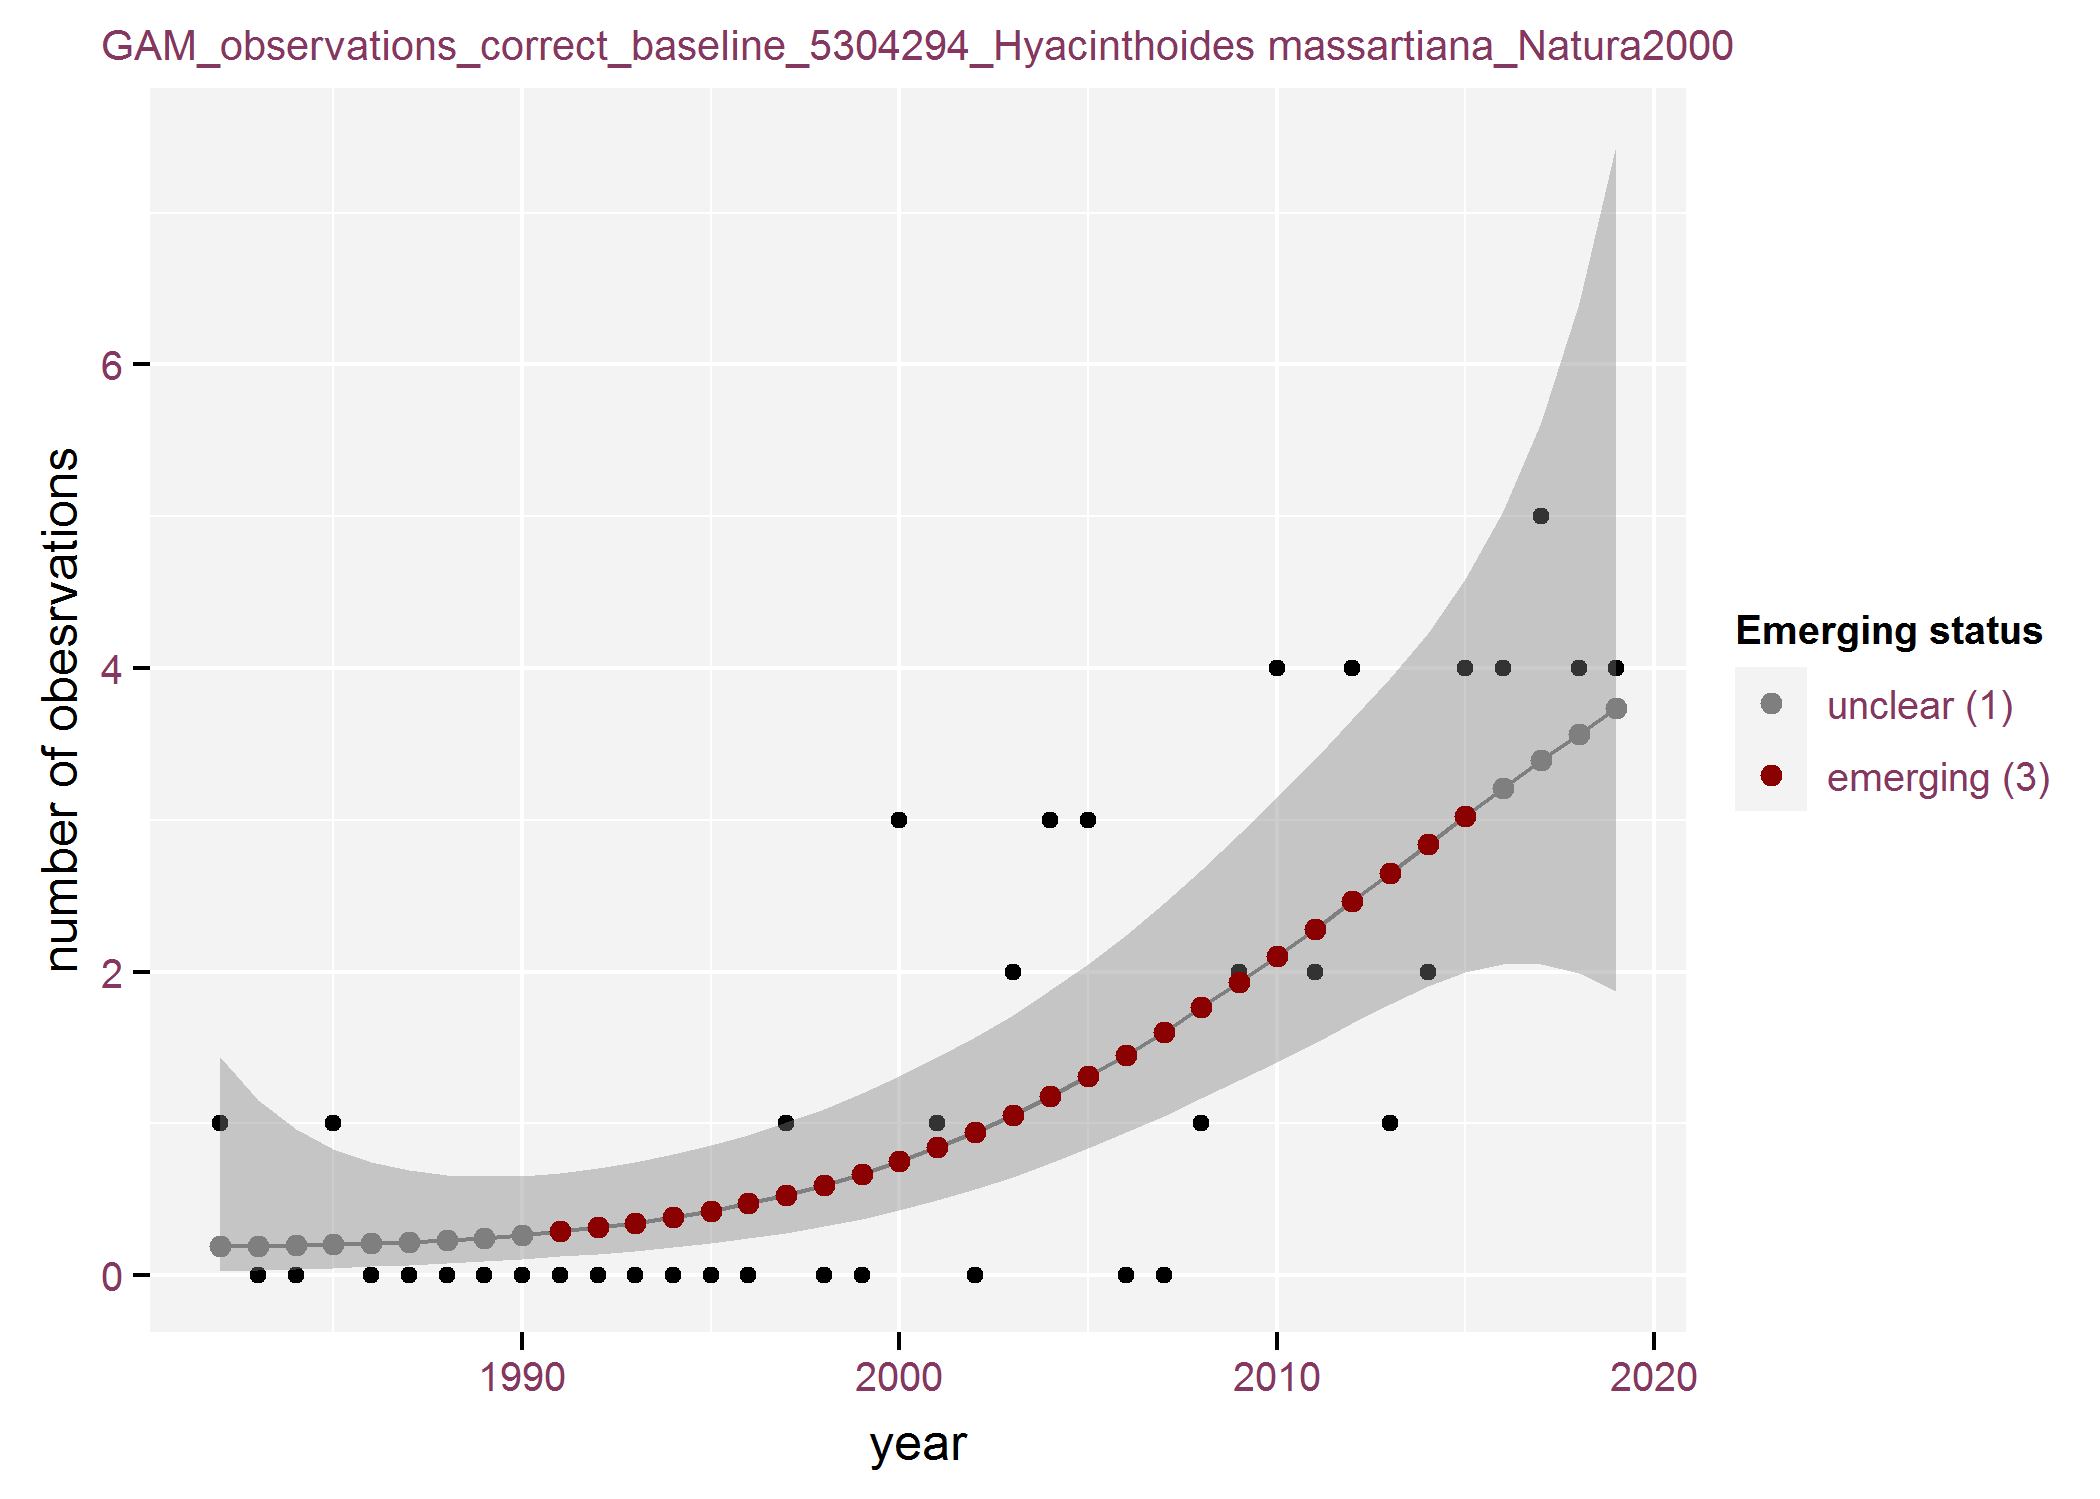 GAM_observations_correct_baseline_5304294_Hyacinthoides massartiana_Natura2000
number of obesrvations
6
4
2
0
1990 2000 2010 2020
year
Emerging status
unclear (1)
emerging (3)